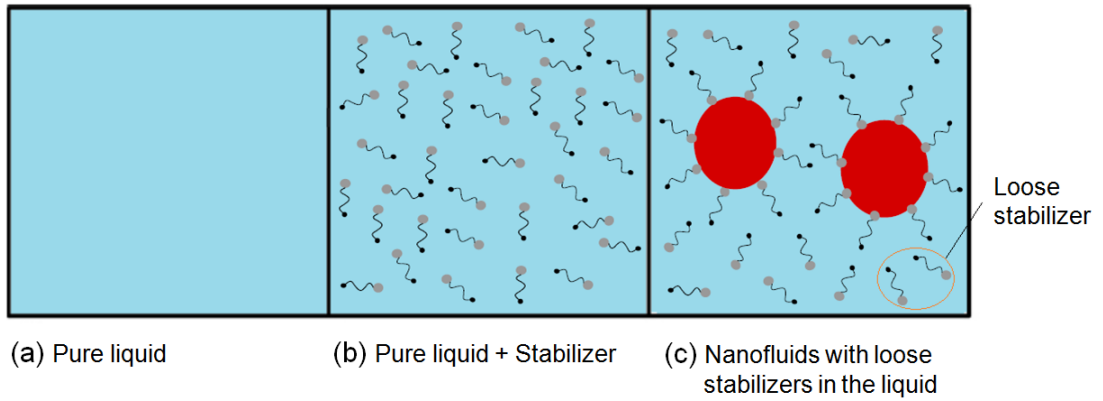 Loose
stabilizer
(a) Pure liquid
(b) Pure liquid + Stabilizer
(c) Nanofluids with loose
stabilizers in the liquid